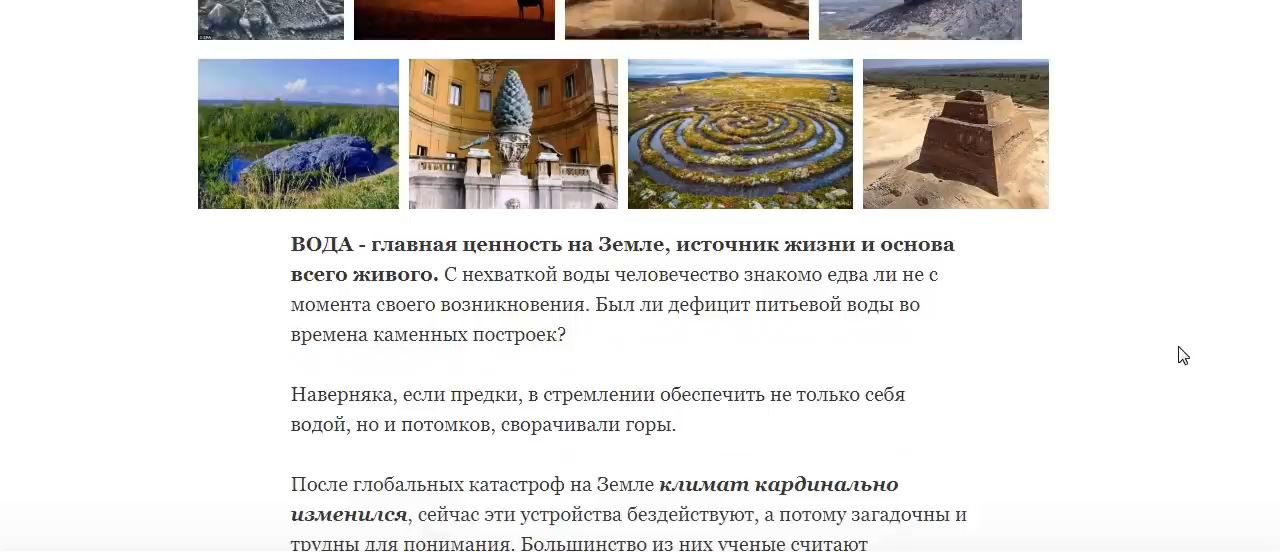 ВОДА - главная ценность на Земле, источник жизни и основа
всего живого. С нехваткой воды человечество знакомо едва ли не с
момента своего возникновения. Был ли дефицит питьевой воды во
времена каменных построек?
Наверняка, если предки, в стремлении обеспечить не только себя
водой, но и потомков, сворачивали горы.
После глобальных катастроф на Земле климат кардинально
изменился, сейчас эти устройства бездействуют, а потому загадочны и
трудны для понимания. Большинство из них ученые считают